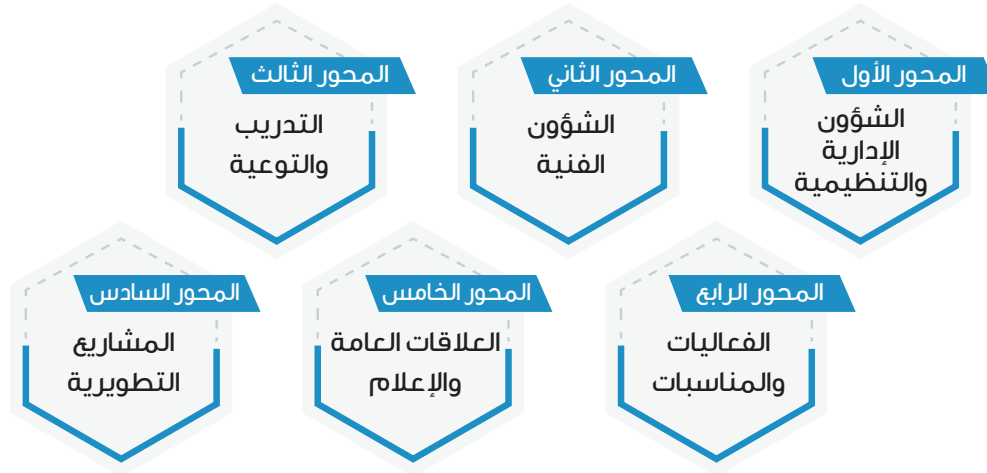 المحور الأول
الشؤون
الإدارية
والتنظيمية
المحور الثاني
الشؤون
الفنية
المحور الثالث
التدريب
والتوعية
المحور الرابع
الفعاليات
والمناسبات
المحور الخامس
العلاقات العامة
والإعلام
المحور السادس
المشاريع
التطويرية